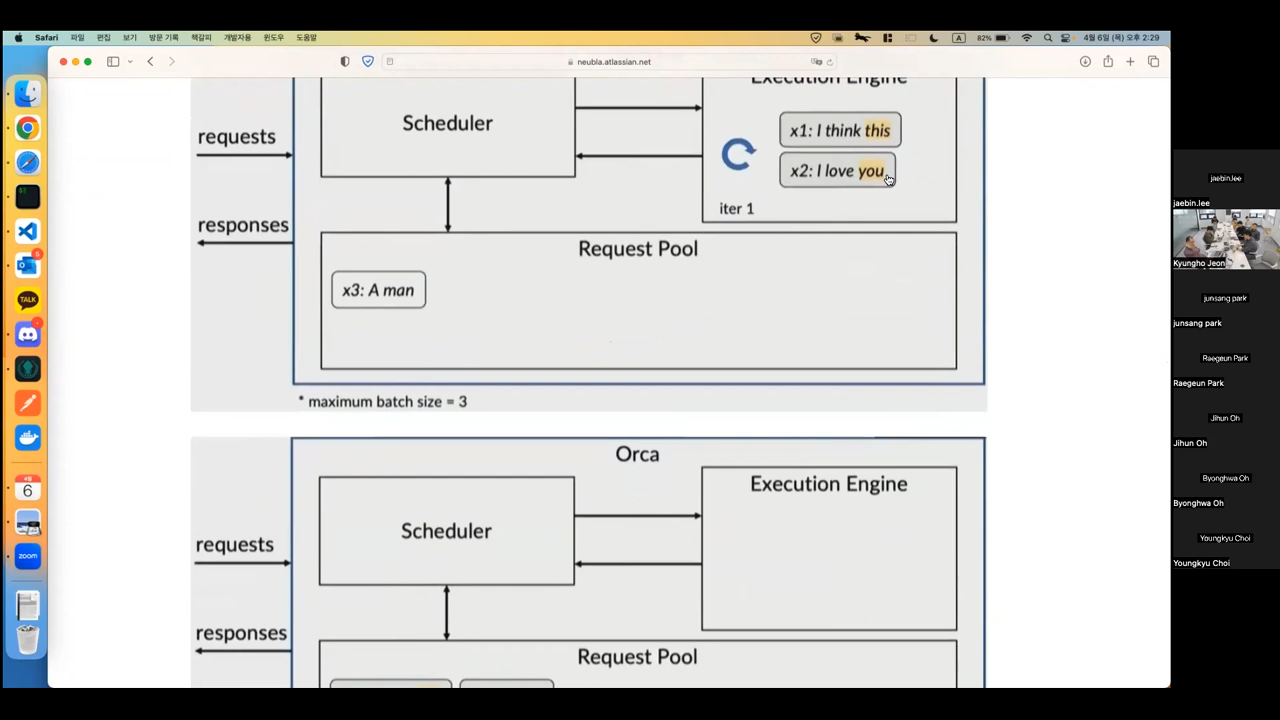 Safari 파일 편집 보기 방문 기록 책갈피 개발자용 윈도우 도움말
A 82% 4월 6일 (목) 오후 2:29
neubla.atlassian.net
Execution Engine
Scheduler
requests
responses
x1: I think this
x2: I love you
iter 1
Request Pool
x3: A man
* maximum batch size = 3
Orca
Execution Engine
Scheduler
requests
responses
Request Pool
TALK
6
zoom
jaebin.lee
jaebin.lee
Kyungho Jeon
junsang park
junsang park
Raegeun Park
Raegeun Park
Jihun Oh
Jihun Oh
Byonghwa Oh
Byonghwa Oh
Youngkyu Choi
Youngkyu Choi